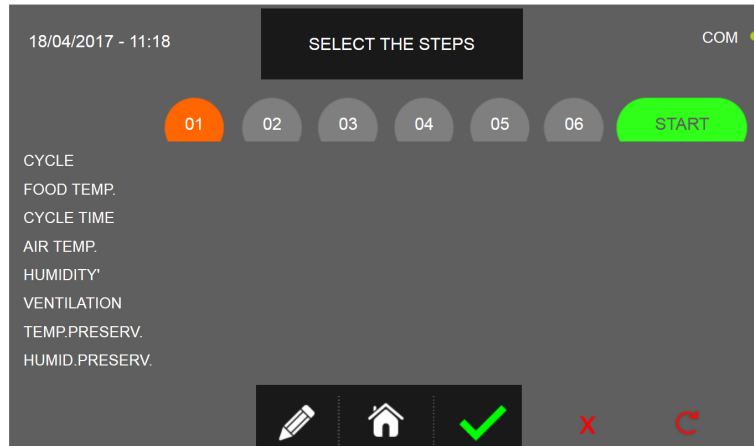 18/04/2017 - 11:18
SELECT THE STEPS
COM
01 02 03 04 05 06 START
CYCLE
FOOD TEMP.
CYCLE TIME
AIR TEMP.
HUMIDITY'
VENTILATION
TEMP.PRESERV.
HUMID.PRESERV.
X